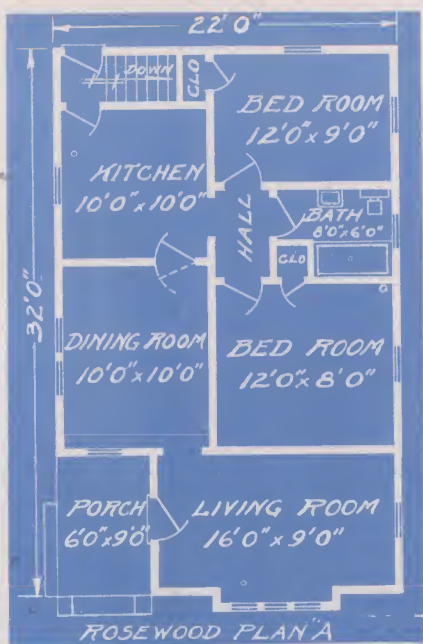 22'0"
DOWN
CLO
BED ROOM
12'0" x 9'0"
KITCHEN
10'0" x 10'0"
HALL
BATH
8'0" x 6'0"
CLO
32'0"
DINING ROOM
10'0" x 10'0"
BED ROOM
12'0" x 8'0"
PORCH
6'0" x 9'0"
LIVING ROOM
16'0" x 9'0"
ROSEWOOD PLAN "A